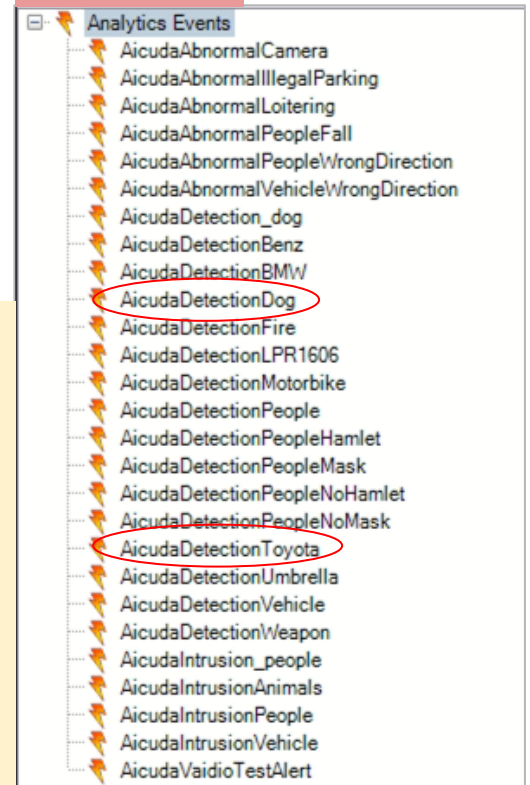 Analytics Events
AicudaAbnormalCamera
AicudaAbnormalIllegalParking
AicudaAbnormalLoitering
AicudaAbnormalPeopleFall
AicudaAbnormalPeopleWrongDirection
AicudaAbnormalVehicleWrongDirection
AicudaDetection_dog
AicudaDetectionBenz
AicudaDetectionBMW
AicudaDetectionDog
AicudaDetectionFire
AicudaDetectionLPR1606
AicudaDetectionMotorbike
AicudaDetectionPeople
AicudaDetectionPeopleHamlet
AicudaDetectionPeopleMask
AicudaDetectionPeopleNoHamlet
AicudaDetectionPeopleNoMask
AicudaDetectionToyota
AicudaDetectionUmbrella
AicudaDetectionVehicle
AicudaDetectionWeapon
AicudaIntrusion_people
AicudaIntrusionAnimals
AicudaIntrusionPeople
AicudaIntrusionVehicle
AicudaVaidioTestAlert